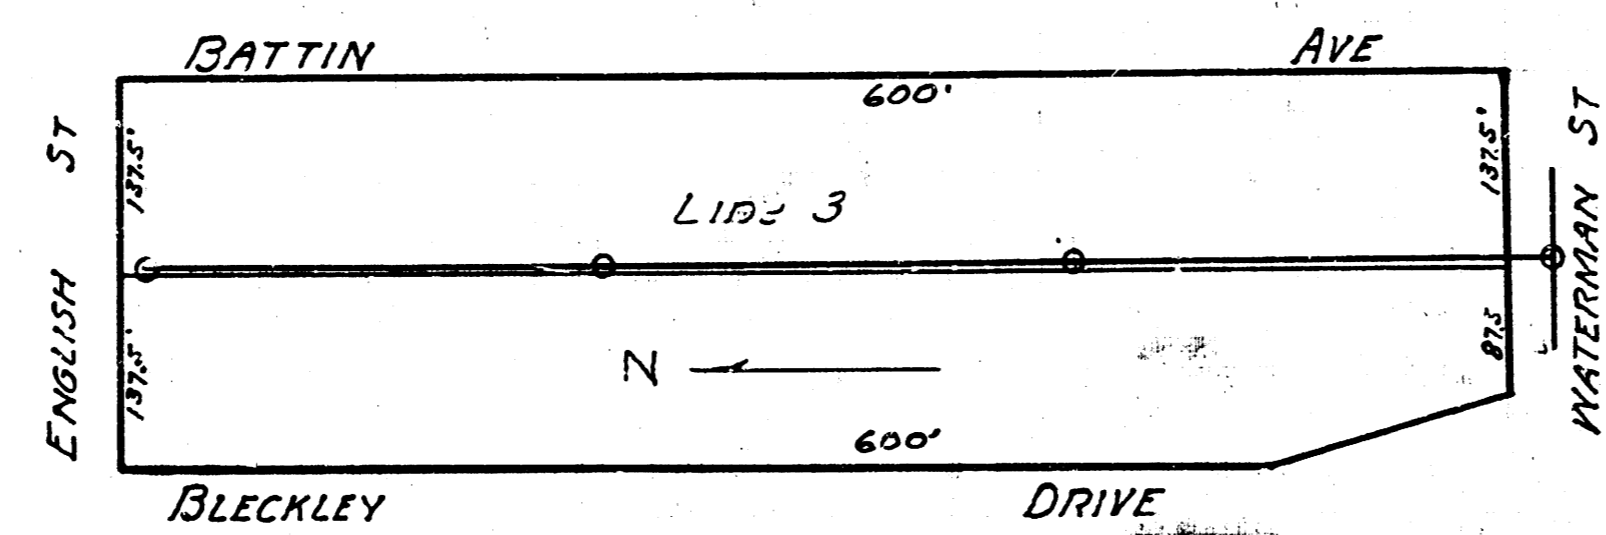 BATTIN AVE
600'
ENGLISH ST
137.5'
137.5'
137.5'
87.5
WATERMAN ST
3
N
600'
BLECKLEY DRIVE